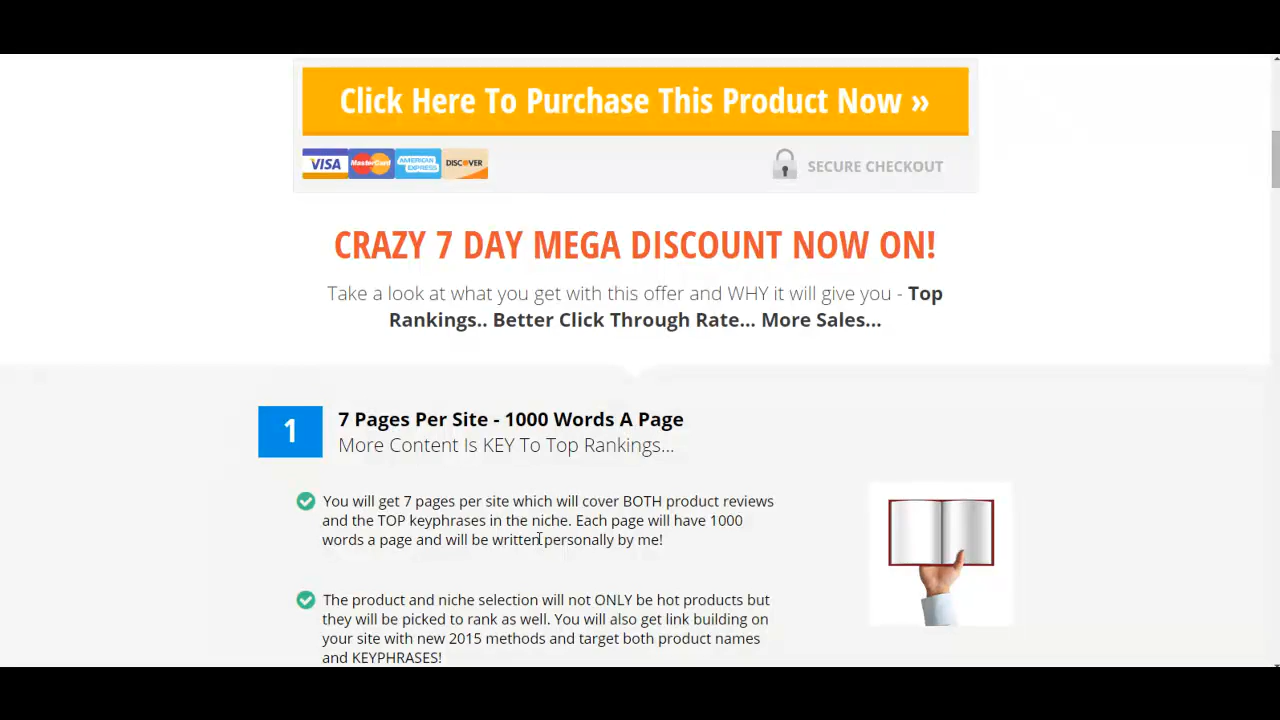 Click Here To Purchase This Product Now »
VISA MasterCard AMERICAN EXPRESS DISCOVER
SECURE CHECKOUT
CRAZY 7 DAY MEGA DISCOUNT NOW ON!
Take a look at what you get with this offer and WHY it will give you - Top
Rankings.. Better Click Through Rate... More Sales...
1
7 Pages Per Site - 1000 Words A Page
More Content Is KEY To Top Rankings...
You will get 7 pages per site which will cover BOTH product reviews
and the TOP keyphrases in the niche. Each page will have 1000
words a page and will be written personally by me!
The product and niche selection will not ONLY be hot products but
they will be picked to rank as well. You will also get link building on
your site with new 2015 methods and target both product names
and KEYPHRASES!